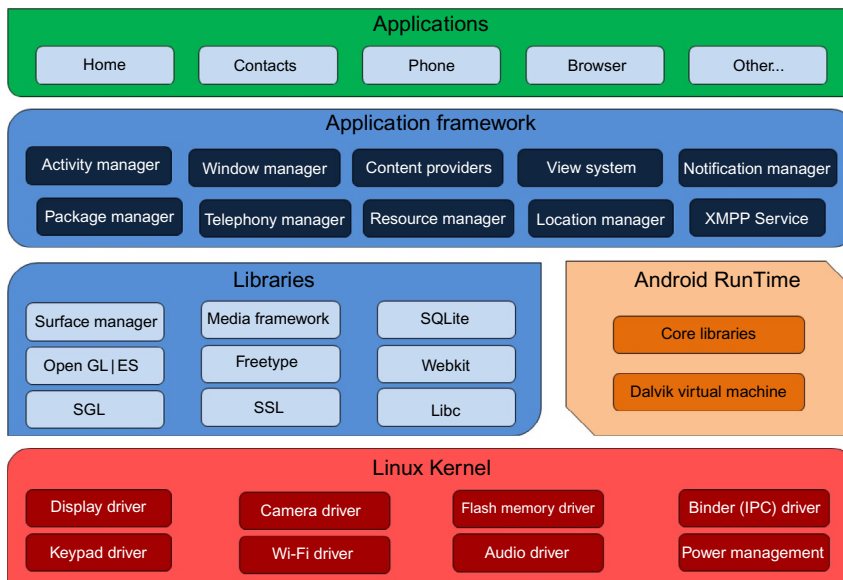 Applications
Home
Contacts
Phone
Browser
Other...
Application framework
Activity manager
Window manager
Content providers
View system
Notification manager
Package manager
Telephony manager
Resource manager
Location manager
XMPP Service
Libraries
Surface manager
Media framework
SQLite
Open GL|ES
Freetype
Webkit
SGL
SSL
Libc
Android RunTime
Core libraries
Dalvik virtual machine
Linux Kernel
Display driver
Camera driver
Flash memory driver
Binder (IPC) driver
Keypad driver
Wi-Fi driver
Audio driver
Power management